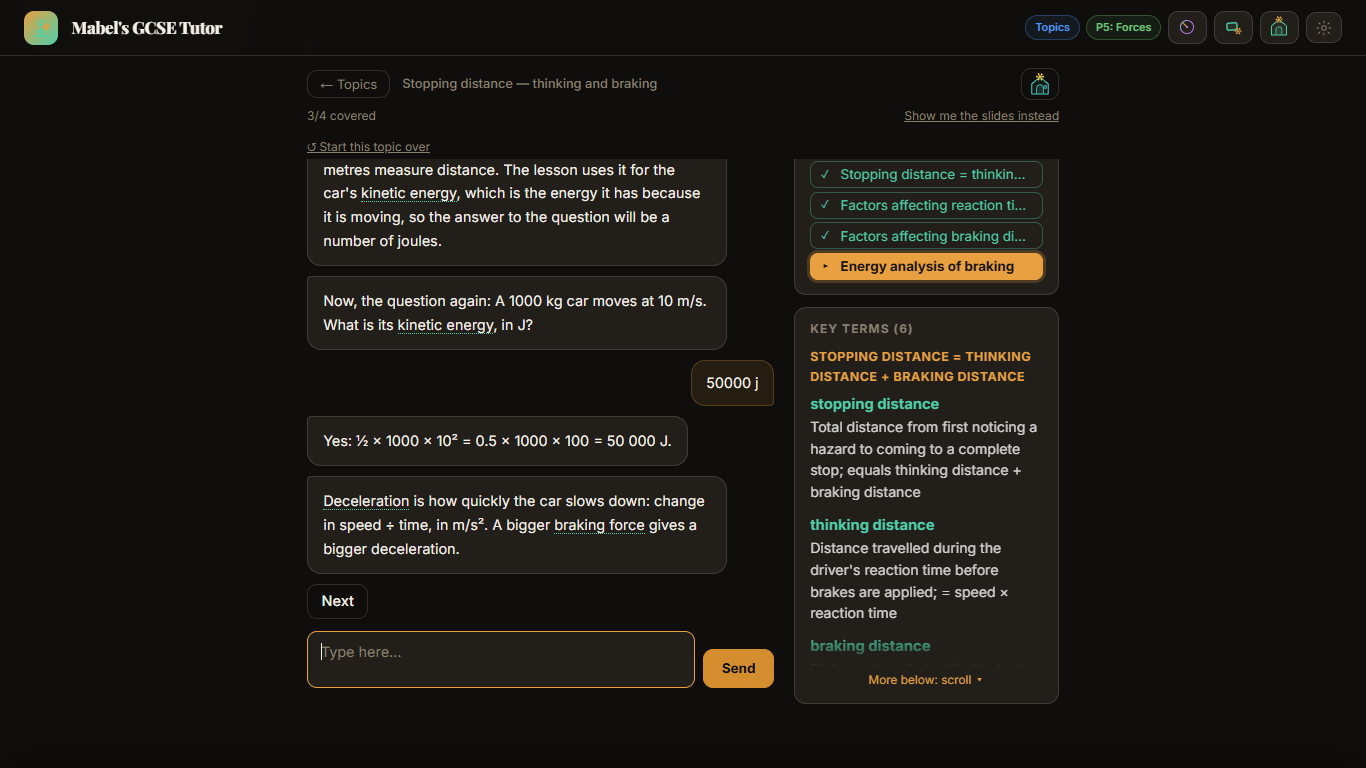 Mabel's GCSE Tutor
Topics
P5: Forces
← Topics
Stopping distance — thinking and braking
3/4 covered
Show me the slides instead
↺ Start this topic over
metres measure distance. The lesson uses it for the
car's kinetic energy, which is the energy it has because
it is moving, so the answer to the question will be a
number of joules.
Now, the question again: A 1000 kg car moves at 10 m/s.
What is its kinetic energy, in J?
50000 j
Yes: ½ × 1000 × 10² = 0.5 × 1000 × 100 = 50 000 J.
Deceleration is how quickly the car slows down: change
in speed ÷ time, in m/s². A bigger braking force gives a
bigger deceleration.
Next
Type here...
Send
✓ Stopping distance = thinkin...
✓ Factors affecting reaction ti...
✓ Factors affecting braking di...
▸ Energy analysis of braking
KEY TERMS (6)
STOPPING DISTANCE = THINKING
DISTANCE + BRAKING DISTANCE
stopping distance
Total distance from first noticing a
hazard to coming to a complete
stop; equals thinking distance +
braking distance
thinking distance
Distance travelled during the
driver's reaction time before
brakes are applied; = speed ×
reaction time
braking distance
More below: scroll ▾